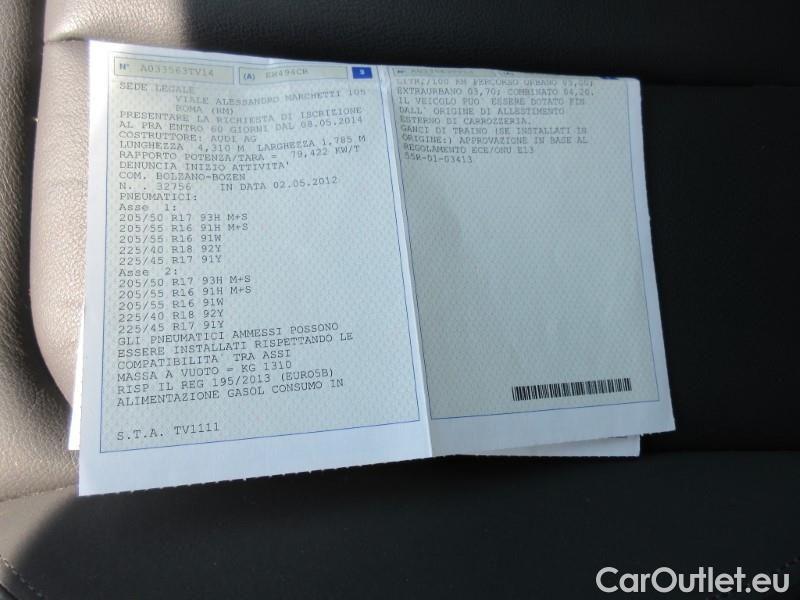 N° A033563TV14 (A) EW494CR 3
SEDE LEGALE
VIALE ALESSANDRO MARCHETTI 105
ROMA (RM)
PRESENTARE LA RICHIESTA DI ISCRIZIONE
AL PRA ENTRO 60 GIORNI DAL 08.05.2014
COSTRUTTORE: AUDI AG
LUNGHEZZA 4,310 M LARGHEZZA 1,785 M
RAPPORTO POTENZA/TARA = 79,422 KW/T
DENUNCIA INIZIO ATTIVITA'
COM. BOLZANO-BOZEN
N. . 32756 IN DATA 02.05.2012
PNEUMATICI:
Asse 1:
205/50 R17 93H M+S
205/55 R16 91H M+S
205/55 R16 91W
225/40 R18 92Y
225/45 R17 91Y
Asse 2:
205/50 R17 93H M+S
205/55 R16 91H M+S
205/55 R16 91W
225/40 R18 92Y
225/45 R17 91Y
GLI PNEUMATICI AMMESSI POSSONO
ESSERE INSTALLATI RISPETTANDO LE
COMPATIBILITA' TRA ASSI
MASSA A VUOTO = KG 1310
RISP IL REG 195/2013 (EURO5B)
ALIMENTAZIONE GASOL CONSUMO IN
S.T.A. TV1111
LITRI/100 KM PERCORSO URBANO
EXTRAURBANO 03,70; COMBINATO 04,20.
IL VEICOLO PUO' ESSERE DOTATO FIN
DALL' ORIGINE DI ALLESTIMENTO
ESTERNO DI CARROZZERIA.
GANCI DI TRAINO (SE INSTALLATI IN
ORIGINE:) APPROVAZIONE IN BASE AL
REGOLAMENTO ECE/ONU E13
55R-01-03413
CarOutlet.eu